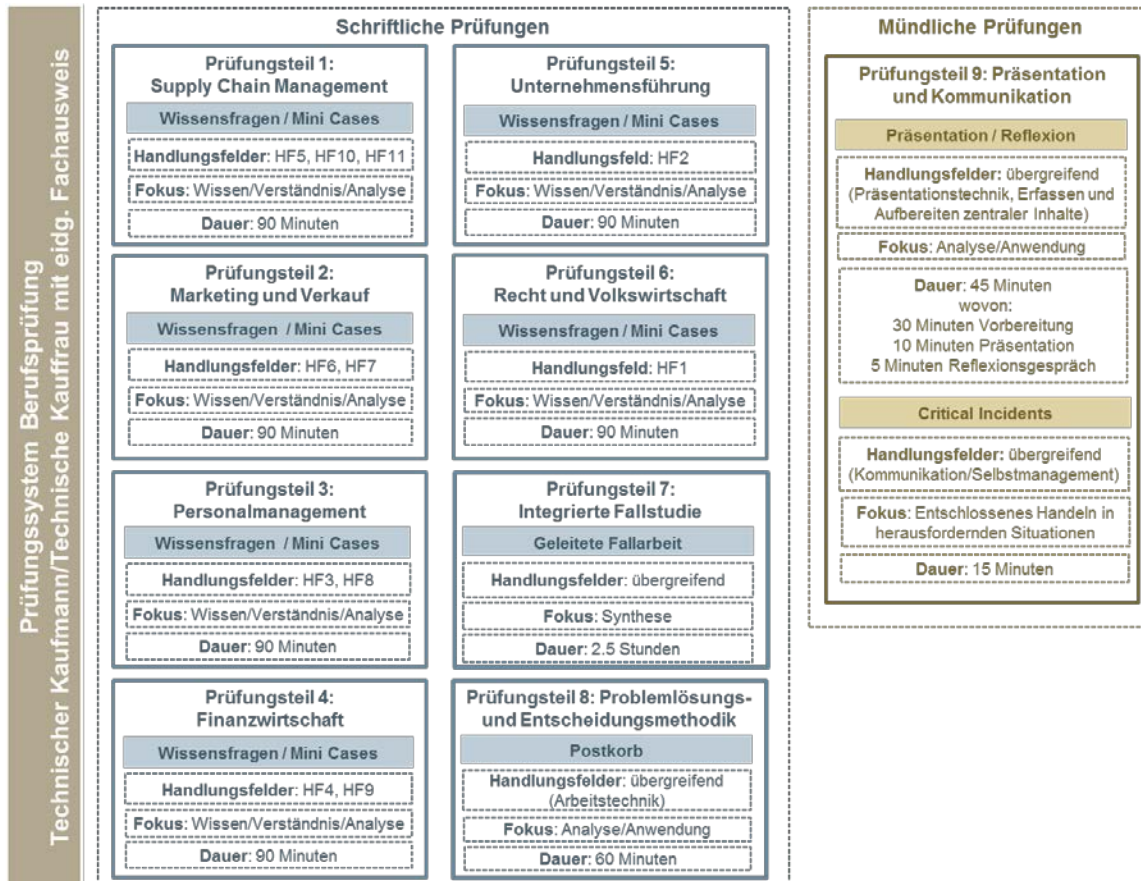 Prüfungssystem Berufsprüfung
Technischer Kaufmann/Technische Kauffrau mit eidg. Fachausweis
Schriftliche Prüfungen
Prüfungsteil 1:
Supply Chain Management
Wissensfragen / Mini Cases
Handlungsfelder: HF5, HF10, HF11
Fokus: Wissen/Verständnis/Analyse
Dauer: 90 Minuten
Prüfungsteil 2:
Marketing und Verkauf
Wissensfragen / Mini Cases
Handlungsfelder: HF6, HF7
Fokus: Wissen/Verständnis/Analyse
Dauer: 90 Minuten
Prüfungsteil 3:
Personalmanagement
Wissensfragen / Mini Cases
Handlungsfelder: HF3, HF8
Fokus: Wissen/Verständnis/Analyse
Dauer: 90 Minuten
Prüfungsteil 4:
Finanzwirtschaft
Wissensfragen / Mini Cases
Handlungsfelder: HF4, HF9
Fokus: Wissen/Verständnis/Analyse
Dauer: 90 Minuten
Prüfungsteil 5:
Unternehmensführung
Wissensfragen / Mini Cases
Handlungsfeld: HF2
Fokus: Wissen/Verständnis/Analyse
Dauer: 90 Minuten
Prüfungsteil 6:
Recht und Volkswirtschaft
Wissensfragen / Mini Cases
Handlungsfeld: HF1
Fokus: Wissen/Verständnis/Analyse
Dauer: 90 Minuten
Prüfungsteil 7:
Integrierte Fallstudie
Geleitete Fallarbeit
Handlungsfelder: übergreifend
Fokus: Synthese
Dauer: 2.5 Stunden
Prüfungsteil 8: Problemlösungs-
und Entscheidungsmethodik
Postkorb
Handlungsfelder: übergreifend
(Arbeitstechnik)
Fokus: Analyse/Anwendung
Dauer: 60 Minuten
Mündliche Prüfungen
Prüfungsteil 9: Präsentation
und Kommunikation
Präsentation / Reflexion
Handlungsfelder: übergreifend
(Präsentationstechnik, Erfassen und
Aufbereiten zentraler Inhalte)
Fokus: Analyse/Anwendung
Dauer: 45 Minuten
wovon:
30 Minuten Vorbereitung
10 Minuten Präsentation
5 Minuten Reflexionsgespräch
Critical Incidents
Handlungsfelder: übergreifend
(Kommunikation/Selbstmanagement)
Fokus: Entschlossenes Handeln in
herausfordernden Situationen
Dauer: 15 Minuten